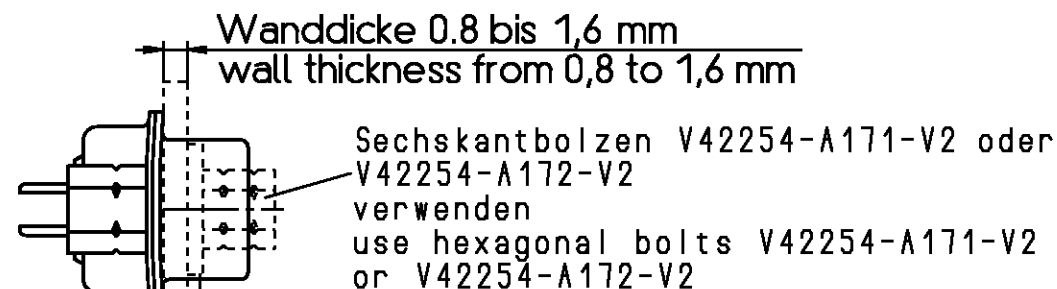 Wanddicke 0.8 bis 1,6 mm
wall thickness from 0,8 to 1,6 mm
Sechskantbolzen V42254-A171-V2 oder
V42254-A172-V2
verwenden
use hexagonal bolts V42254-A171-V2
or V42254-A172-V2